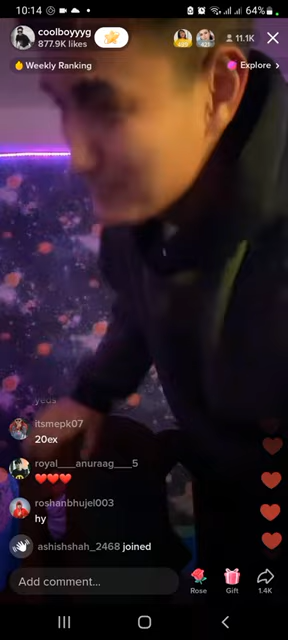 10:14
64%
coolboyyyg
877.9K likes
11.1K
Weekly Ranking
Explore >
yeds
itsmepk07
20ex
royal___anuraag___5
❤️❤️❤️
roshanbhujel003
hy
ashishshah_2468 joined
Add comment...
Rose
Gift
1.4K